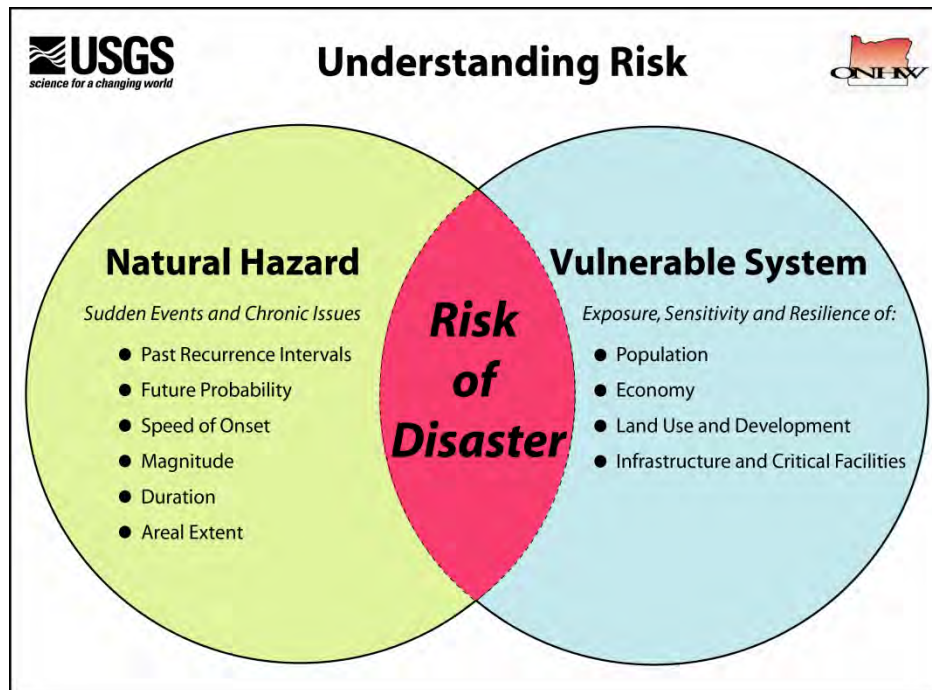 USGS
science for a changing world
Understanding Risk
ONHW
Natural Hazard
Sudden Events and Chronic Issues
● Past Recurrence Intervals
● Future Probability
● Speed of Onset
● Magnitude
● Duration
● Areal Extent
Risk
of
Disaster
Vulnerable System
Exposure, Sensitivity and Resilience of:
● Population
● Economy
● Land Use and Development
● Infrastructure and Critical Facilities